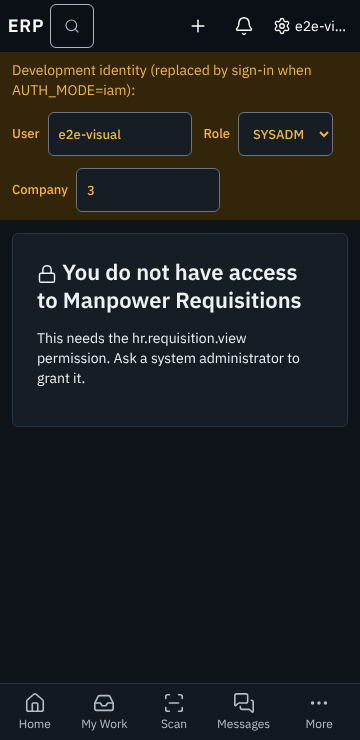 ERP
e2e-vi...
Development identity (replaced by sign-in when
AUTH_MODE=iam):
User e2e-visual Role SYSADM
Company 3
You do not have access
to Manpower Requisitions
This needs the hr.requisition.view
permission. Ask a system administrator to
grant it.
Home My Work Scan Messages More